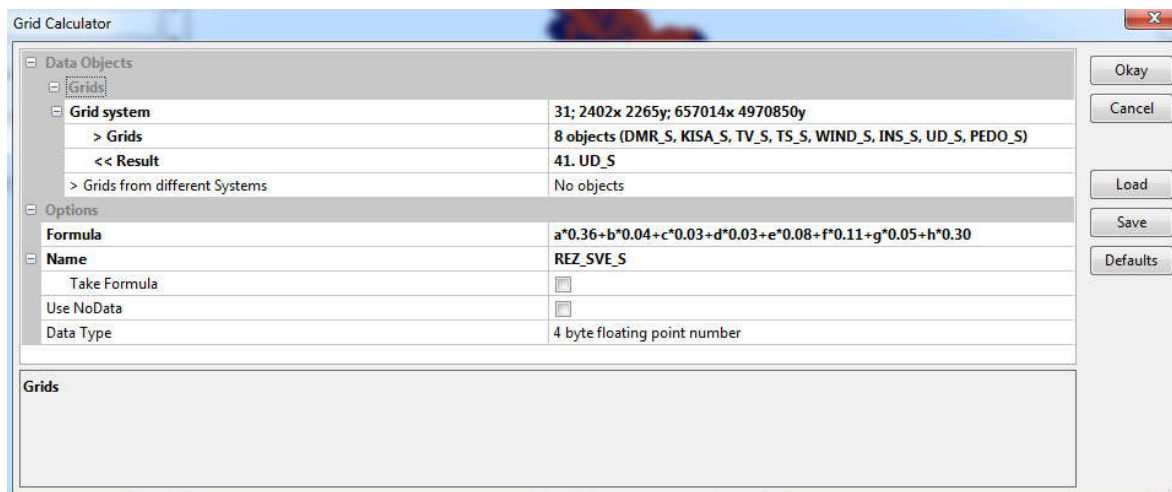 Grid Calculator
Data Objects
Grids
Grid system 31; 2402x 2265y; 657014x 4970850y
> Grids 8 objects (DMR_S, KISA_S, TV_S, TS_S, WIND_S, INS_S, UD_S, PEDO_S)
<< Result 41. UD_S
> Grids from different Systems No objects
Options
Formula a*0.36+b*0.04+c*0.03+d*0.03+e*0.08+f*0.11+g*0.05+h*0.30
Name REZ_SVE_S
Take Formula
Use NoData
Data Type 4 byte floating point number
Grids
Okay
Cancel
Load
Save
Defaults